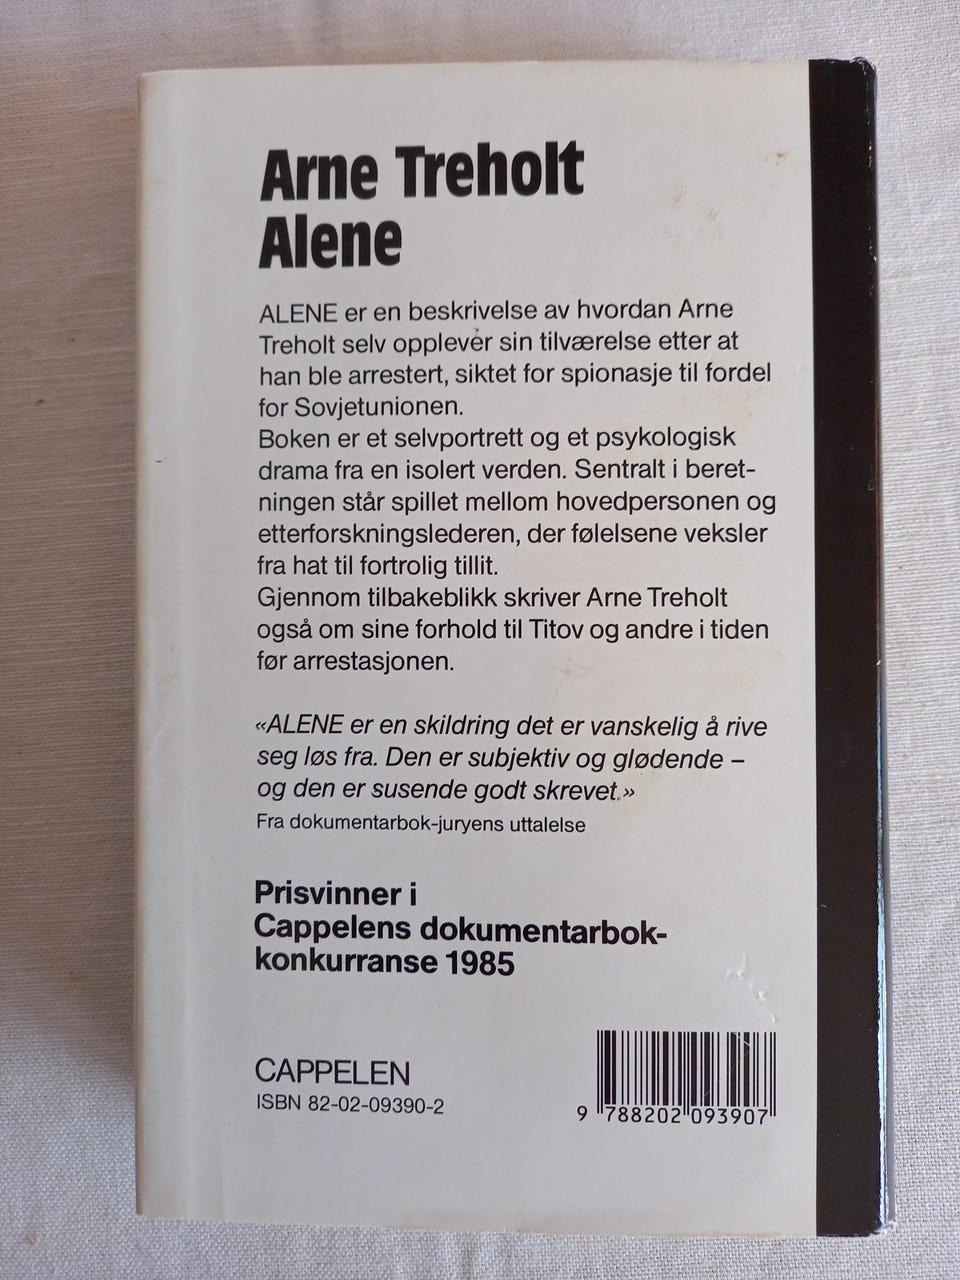 Arne Treholt
Alene
ALENE er en beskrivelse av hvordan Arne
Treholt selv opplever sin tilværelse etter at
han ble arrestert, siktet for spionasje til fordel
for Sovjetunionen.
Boken er et selvportrett og et psykologisk
drama fra en isolert verden. Sentralt i beret-
ningen står spillet mellom hovedpersonen og
etterforskningslederen, der følelsene veksler
fra hat til fortrolig tillit.
Gjennom tilbakeblikk skriver Arne Treholt
også om sine forhold til Titov og andre i tiden
før arrestasjonen.
«ALENE er en skildring det er vanskelig å rive
seg løs fra. Den er subjektiv og glødende –
og den er susende godt skrevet.»
Fra dokumentarbok-juryens uttalelse
Prisvinner i
Cappelens dokumentarbok-
konkurranse 1985
CAPPELEN
ISBN 82-02-09390-2
9 788202 093907